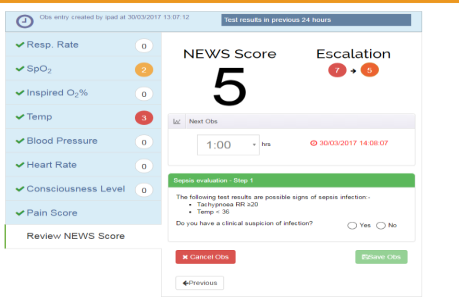 Obs entry created by ipad at 30/03/2017 13:07:12
Test results in previous 24 hours
Resp. Rate 0
SpO₂ 2
Inspired O₂% 0
Temp 3
Blood Pressure 0
Heart Rate 0
Consciousness Level 0
Pain Score
Review NEWS Score
NEWS Score
5
Escalation
7 → 5
Next Obs
1:00 hrs
30/03/2017 14:08:07
Sepsis evaluation - Step 1
The following test results are possible signs of sepsis infection:-
• Tachypnoea RR ≥20
• Temp < 36
Do you have a clinical suspicion of infection? Yes No
Cancel Obs
Save Obs
Previous